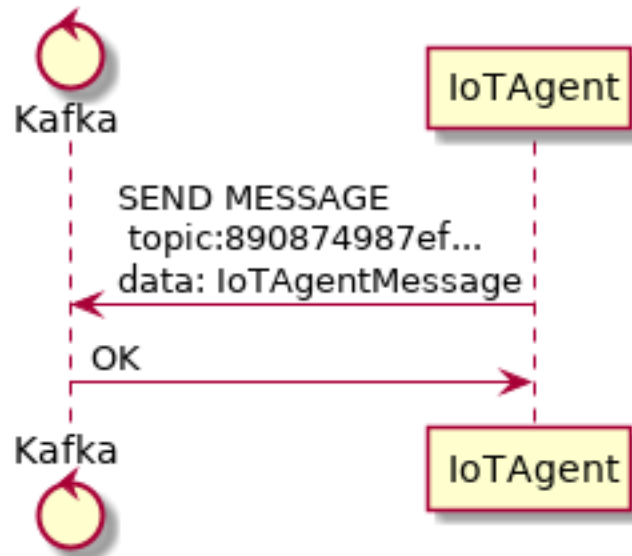 Kafka
IoTAgent
SEND MESSAGE
topic:890874987ef...
data: IoTAgentMessage
OK
Kafka
IoTAgent